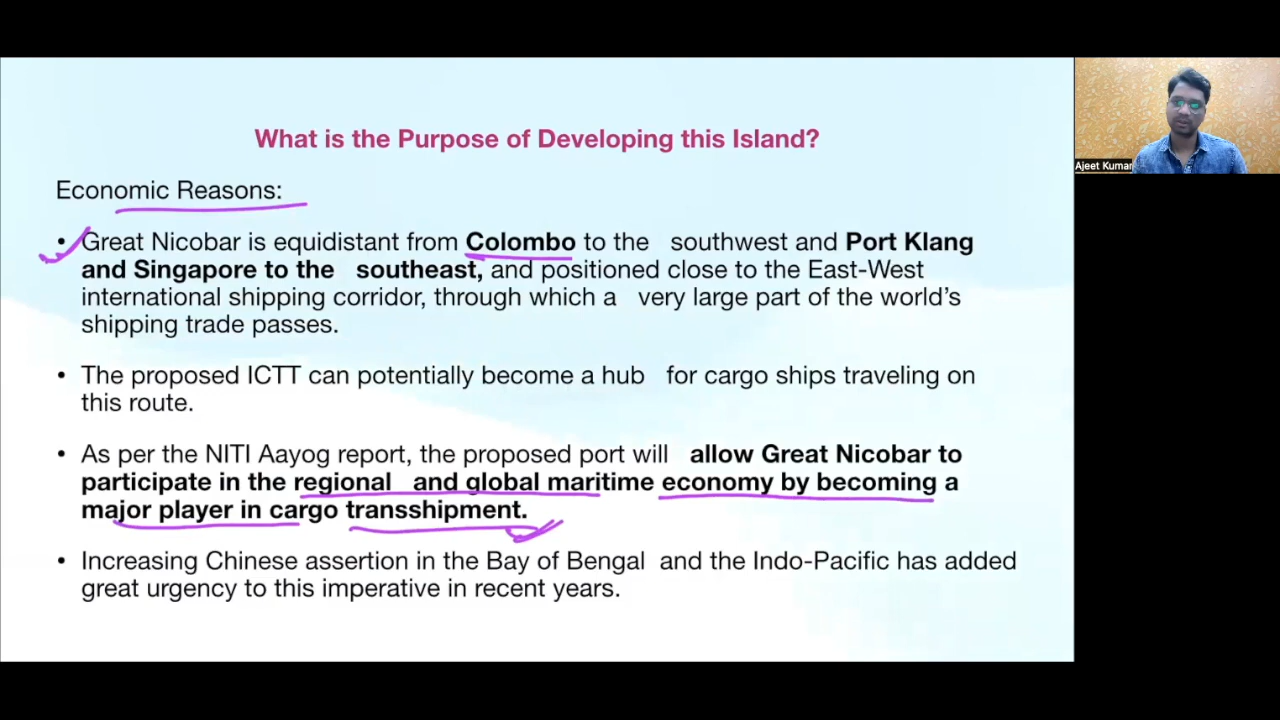 What is the Purpose of Developing this Island?
Economic Reasons:
• Great Nicobar is equidistant from Colombo to the southwest and Port Klang
and Singapore to the southeast, and positioned close to the East-West
international shipping corridor, through which a very large part of the world's
shipping trade passes.
• The proposed ICTT can potentially become a hub for cargo ships traveling on
this route.
• As per the NITI Aayog report, the proposed port will allow Great Nicobar to
participate in the regional and global maritime economy by becoming a
major player in cargo transshipment.
• Increasing Chinese assertion in the Bay of Bengal and the Indo-Pacific has added
great urgency to this imperative in recent years.
Ajeet Kumar